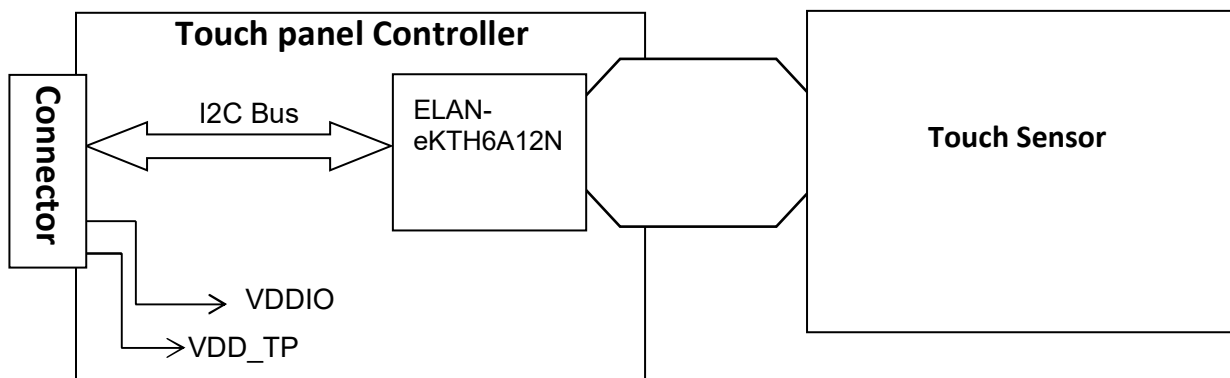 Touch panel Controller
Connector
I2C Bus
ELAN-
eKTH6A12N
Touch Sensor
VDDIO
VDD_TP